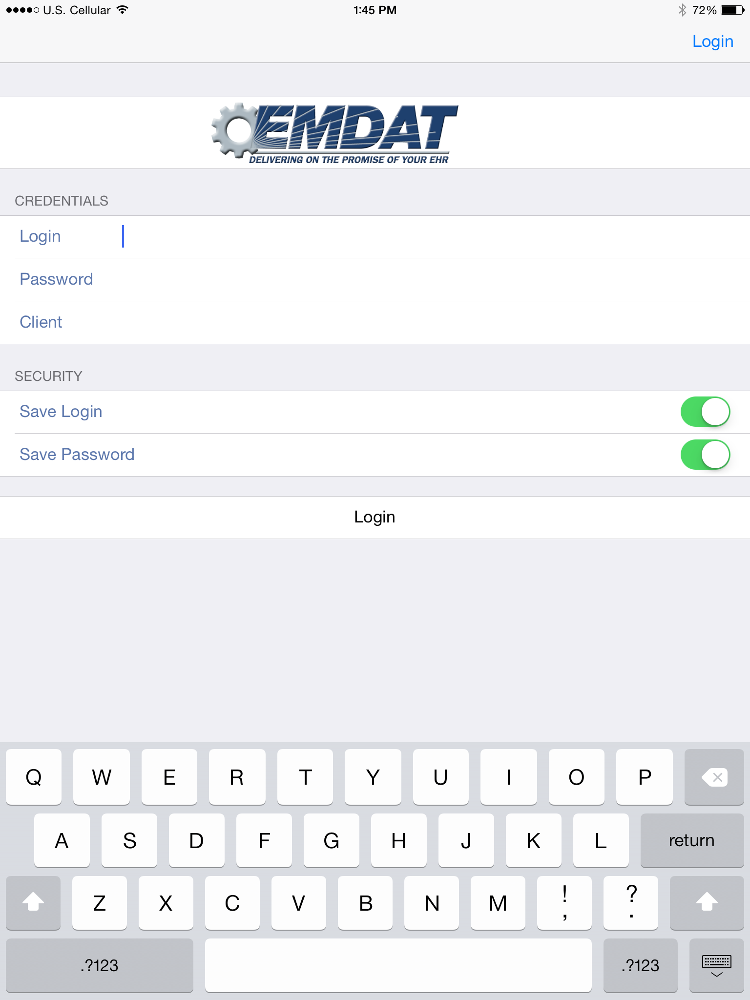 U.S. Cellular 1:45 PM 72%
Login
EMDAT
DELIVERING ON THE PROMISE OF YOUR EHR
CREDENTIALS
Login
Password
Client
SECURITY
Save Login
Save Password
Login
Q W E R T Y U I O P
A S D F G H J K L return
Z X C V B N M ! , ? .
.?123 .?123